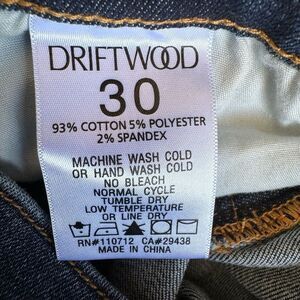 DRIFTWOOD
30
93% COTTON 5% POLYESTER
2% SPANDEX
MACHINE WASH COLD
OR HAND WASH COLD
NO BLEACH
NORMAL CYCLE
TUMBLE DRY
LOW TEMPERATURE
OR LINE DRY
RN#110712 CA#29438
MADE IN CHINA